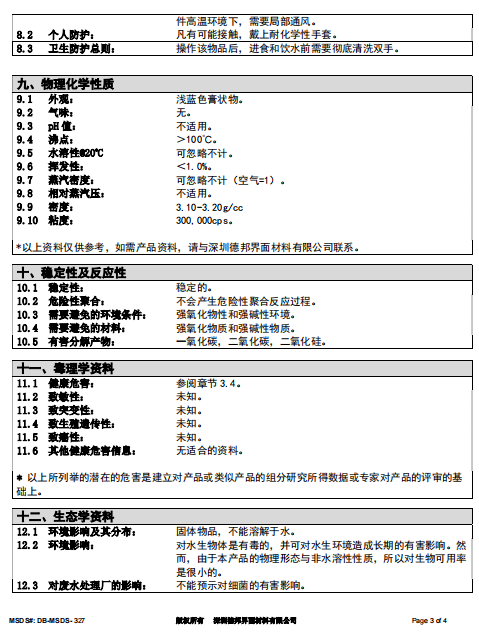 件高温环境下，需要局部通风。
8.2 个人防护： 凡有可能接触，戴上耐化学性手套。
8.3 卫生防护总则： 操作该物品后，进食和饮水前需要彻底清洗双手。
九、物理化学性质
9.1 外观： 浅蓝色膏状物。
9.2 气味： 无。
9.3 pH 值： 不适用。
9.4 沸点： ＞100℃。
9.5 水溶性@20℃ 可忽略不计。
9.6 挥发性： ＜1.0%。
9.7 蒸汽密度： 可忽略不计（空气=1）。
9.8 相对蒸汽压： 不适用。
9.9 密度： 3.10-3.20g/cc
9.10 粘度： 300,000cps。
*以上资料仅供参考，如需产品资料，请与深圳德邦界面材料有限公司联系。
十、稳定性及反应性
10.1 稳定性： 稳定的。
10.2 危险性聚合： 不会产生危险性聚合反应过程。
10.3 需要避免的环境条件： 强氧化物性和强碱性环境。
10.4 需要避免的材料： 强氧化物质和强碱性物质。
10.5 有害分解产物： 一氧化碳，二氧化碳，二氧化硅。
十一、毒理学资料
11.1 健康危害： 参阅章节 3.4。
11.2 致敏性： 未知。
11.3 致突变性： 未知。
11.4 致生殖遗传性： 未知。
11.5 致癌性： 未知。
11.6 其他健康危害信息： 无适合的资料。
* 以上所列举的潜在的危害是建立对产品或类似产品的组分研究所得数据或专家对产品的评审的基
础上。
十二、生态学资料
12.1 环境影响及其分布： 固体物品，不能溶解于水。
12.2 环境影响： 对水生物体是有毒的，并可对水生环境造成长期的有害影响。然
而，由于本产品的物理形态与非水溶性性质，所以对生物可用率
是很小的。
12.3 对废水处理厂的影响： 不能预示对细菌的有害影响。
MSDS#: DB-MSDS- 327 版权所有 深圳德邦界面材料有限公司 Page 3 of 4